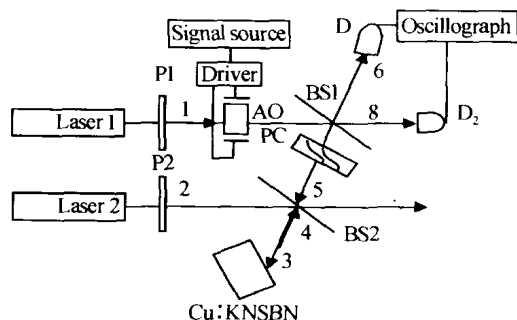 Signal source
D
Oscillograph
P1
Driver
6
BS1
Laser 1
1
AO
8
D₂
PC
P2
2
5
Laser 2
4
BS2
3
Cu:KNSBN